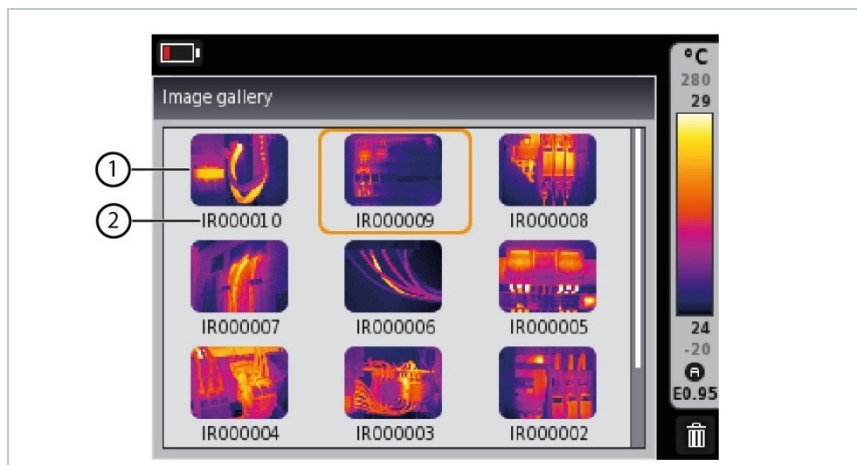 °C
280
29
Image gallery
1
2
IR000010
IR000009
IR000008
IR000007
IR000006
IR000005
24
-20
A
E0.95
IR000004
IR000003
IR000002